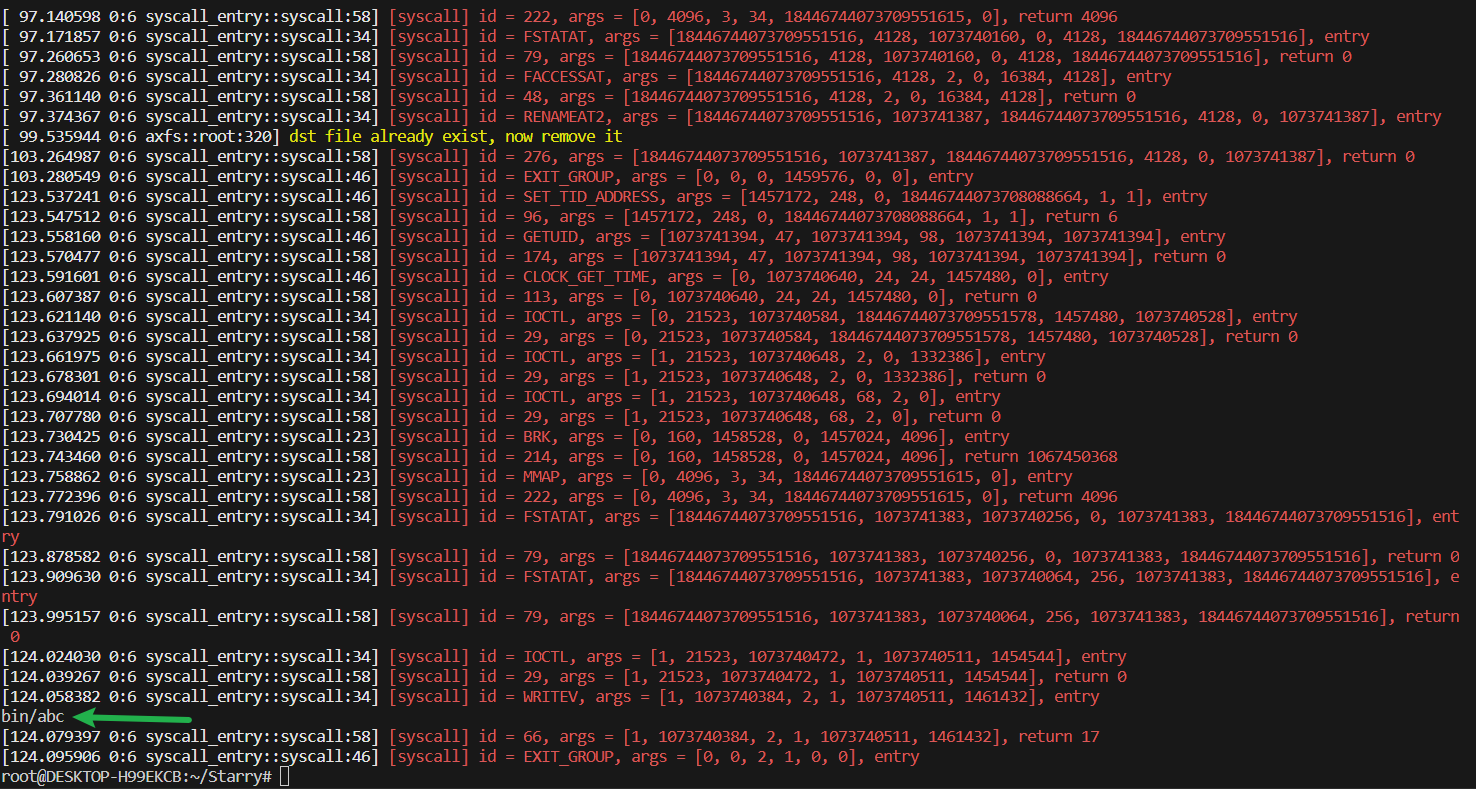 [ 97.140598 0:6 syscall_entry::syscall:58] [syscall] id = 222, args = [0, 4096, 3, 34, 18446744073709551615, 0], return 4096
[ 97.171857 0:6 syscall_entry::syscall:34] [syscall] id = FSTATAT, args = [18446744073709551516, 4128, 1073740160, 0, 4128, 18446744073709551516], entry
[ 97.260653 0:6 syscall_entry::syscall:58] [syscall] id = 79, args = [18446744073709551516, 4128, 1073740160, 0, 4128, 18446744073709551516], return 0
[ 97.280826 0:6 syscall_entry::syscall:34] [syscall] id = FACCESSAT, args = [18446744073709551516, 4128, 2, 0, 16384, 4128], entry
[ 97.361140 0:6 syscall_entry::syscall:58] [syscall] id = 48, args = [18446744073709551516, 4128, 2, 0, 16384, 4128], return 0
[ 97.374367 0:6 syscall_entry::syscall:34] [syscall] id = RENAMEAT2, args = [18446744073709551516, 1073741387, 18446744073709551516, 4128, 0, 1073741387], entry
[ 99.535944 0:6 axfs::root:320] dst file already exist, now remove it
[103.264987 0:6 syscall_entry::syscall:58] [syscall] id = 276, args = [18446744073709551516, 1073741387, 18446744073709551516, 4128, 0, 1073741387], return 0
[103.280549 0:6 syscall_entry::syscall:46] [syscall] id = EXIT_GROUP, args = [0, 0, 0, 1459576, 0, 0], entry
[123.537241 0:6 syscall_entry::syscall:46] [syscall] id = SET_TID_ADDRESS, args = [1457172, 248, 0, 18446744073708088664, 1, 1], entry
[123.547512 0:6 syscall_entry::syscall:58] [syscall] id = 96, args = [1457172, 248, 0, 18446744073708088664, 1, 1], return 6
[123.558160 0:6 syscall_entry::syscall:46] [syscall] id = GETUID, args = [1073741394, 47, 1073741394, 98, 1073741394, 1073741394], entry
[123.570477 0:6 syscall_entry::syscall:58] [syscall] id = 174, args = [1073741394, 47, 1073741394, 98, 1073741394, 1073741394], return 0
[123.591601 0:6 syscall_entry::syscall:46] [syscall] id = CLOCK_GET_TIME, args = [0, 1073740640, 24, 24, 1457480, 0], entry
[123.607387 0:6 syscall_entry::syscall:58] [syscall] id = 113, args = [0, 1073740640, 24, 24, 1457480, 0], return 0
[123.621140 0:6 syscall_entry::syscall:34] [syscall] id = IOCTL, args = [0, 21523, 1073740584, 18446744073709551578, 1457480, 1073740528], entry
[123.637925 0:6 syscall_entry::syscall:58] [syscall] id = 29, args = [0, 21523, 1073740584, 18446744073709551578, 1457480, 1073740528], return 0
[123.661975 0:6 syscall_entry::syscall:34] [syscall] id = IOCTL, args = [1, 21523, 1073740648, 2, 0, 1332386], entry
[123.678301 0:6 syscall_entry::syscall:58] [syscall] id = 29, args = [1, 21523, 1073740648, 2, 0, 1332386], return 0
[123.694014 0:6 syscall_entry::syscall:34] [syscall] id = IOCTL, args = [1, 21523, 1073740648, 68, 2, 0], entry
[123.707780 0:6 syscall_entry::syscall:58] [syscall] id = 29, args = [1, 21523, 1073740648, 68, 2, 0], return 0
[123.730425 0:6 syscall_entry::syscall:23] [syscall] id = BRK, args = [0, 160, 1458528, 0, 1457024, 4096], entry
[123.743460 0:6 syscall_entry::syscall:58] [syscall] id = 214, args = [0, 160, 1458528, 0, 1457024, 4096], return 1067450368
[123.758862 0:6 syscall_entry::syscall:23] [syscall] id = MMAP, args = [0, 4096, 3, 34, 18446744073709551615, 0], entry
[123.772396 0:6 syscall_entry::syscall:58] [syscall] id = 222, args = [0, 4096, 3, 34, 18446744073709551615, 0], return 4096
[123.791026 0:6 syscall_entry::syscall:34] [syscall] id = FSTATAT, args = [18446744073709551516, 1073741383, 1073740256, 0, 1073741383, 18446744073709551516], ent
ry
[123.878582 0:6 syscall_entry::syscall:58] [syscall] id = 79, args = [18446744073709551516, 1073741383, 1073740256, 0, 1073741383, 18446744073709551516], return 0
[123.909630 0:6 syscall_entry::syscall:34] [syscall] id = FSTATAT, args = [18446744073709551516, 1073741383, 1073740064, 256, 1073741383, 18446744073709551516], e
ntry
[123.995157 0:6 syscall_entry::syscall:58] [syscall] id = 79, args = [18446744073709551516, 1073741383, 1073740064, 256, 1073741383, 18446744073709551516], return
 0
[124.024030 0:6 syscall_entry::syscall:34] [syscall] id = IOCTL, args = [1, 21523, 1073740472, 1, 1073740511, 1454544], entry
[124.039267 0:6 syscall_entry::syscall:58] [syscall] id = 29, args = [1, 21523, 1073740472, 1, 1073740511, 1454544], return 0
[124.058382 0:6 syscall_entry::syscall:34] [syscall] id = WRITEV, args = [1, 1073740384, 2, 1, 1073740511, 1461432], entry
bin/abc
[124.079397 0:6 syscall_entry::syscall:58] [syscall] id = 66, args = [1, 1073740384, 2, 1, 1073740511, 1461432], return 17
[124.095906 0:6 syscall_entry::syscall:46] [syscall] id = EXIT_GROUP, args = [0, 0, 2, 1, 0, 0], entry
root@DESKTOP-H99EKCB:~/Starry#